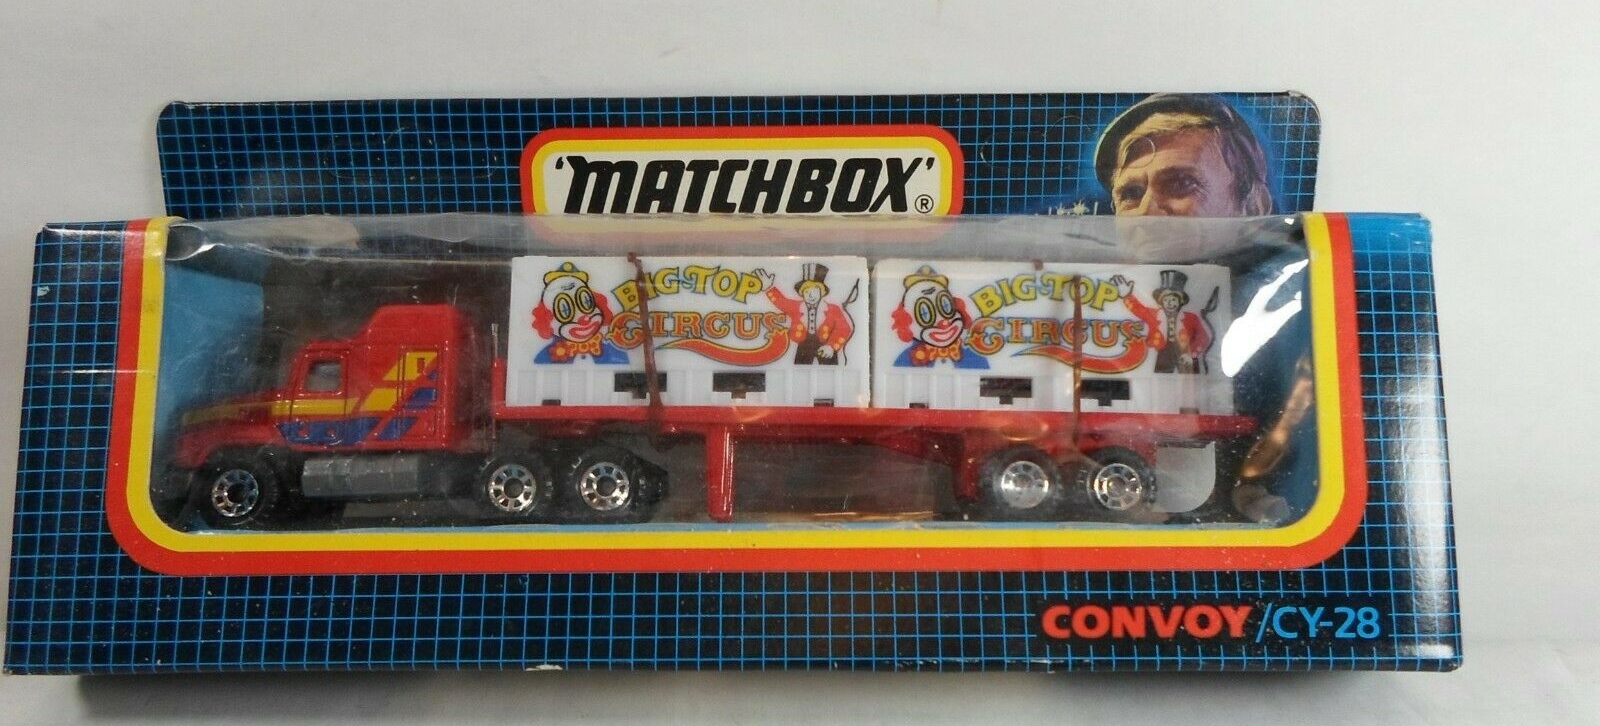 'MATCHBOX'®
BIG-TOP
CIRCUS
BIG-TOP
CIRCUS
CONVOY/CY-28